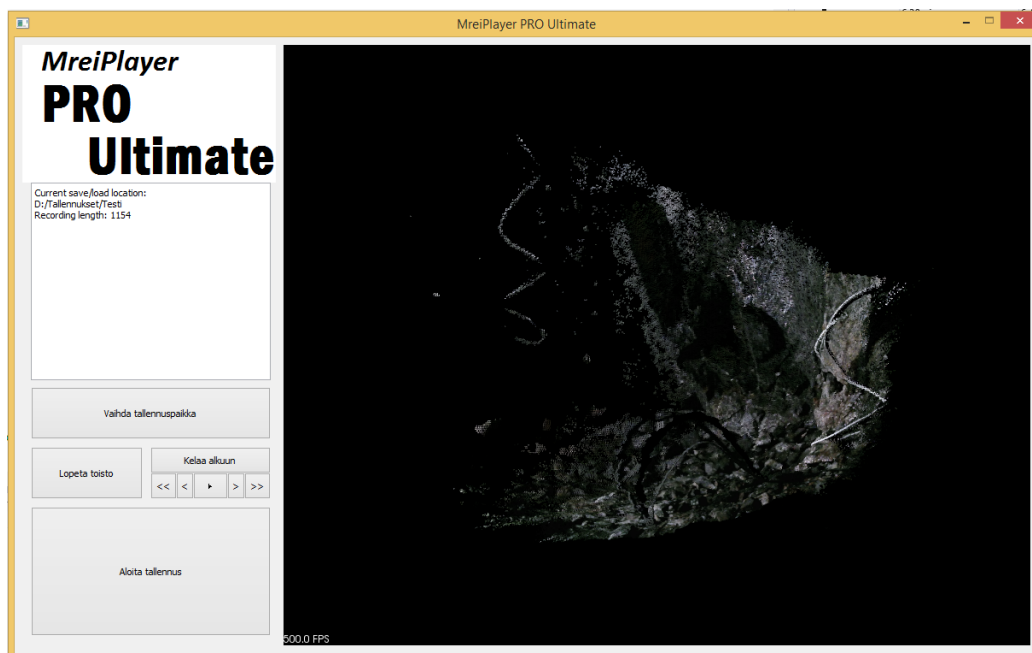 MreiPlayer PRO Ultimate
MreiPlayer
PRO
Ultimate
Current save/load location:
D:/Tallennukset/Testi
Recording length: 1154
Vaihda tallennuspaikka
Lopeta toisto
Kelaa alkuun
<< < ▸ > >>
Aloita tallennus
500.0 FPS